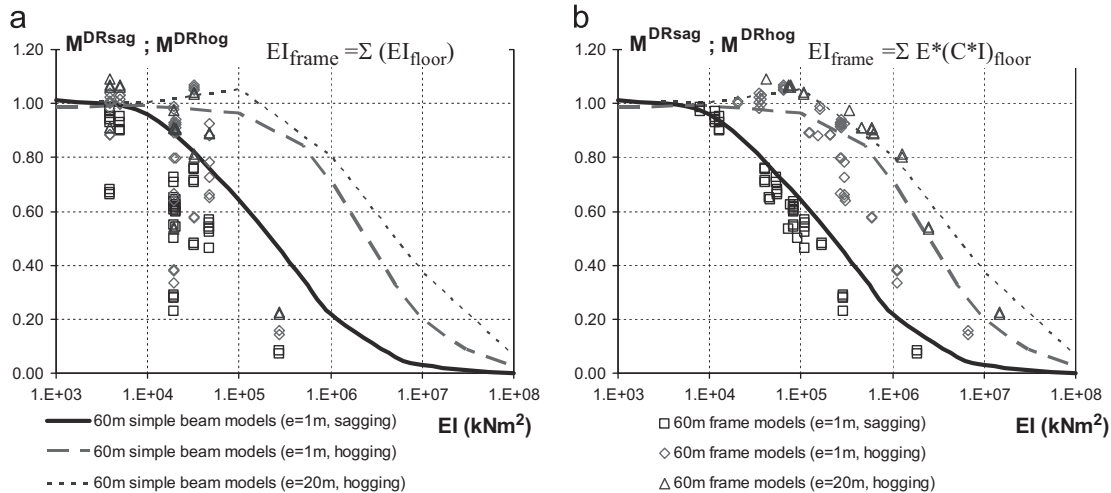 a
M^DRsag ; M^DRhog
EI_frame =Σ (EI_floor)
1.20
1.00
0.80
0.60
0.40
0.20
0.00
1.E+03 1.E+04 1.E+05 1.E+06 1.E+07 1.E+08
EI (kNm²)
60m simple beam models (e=1m, sagging)
60m simple beam models (e=1m, hogging)
60m simple beam models (e=20m, hogging)
b
M^DRsag ; M^DRhog
EI_frame =Σ E*(C*I)_floor
1.20
1.00
0.80
0.60
0.40
0.20
0.00
1.E+03 1.E+04 1.E+05 1.E+06 1.E+07 1.E+08
EI (kNm²)
60m frame models (e=1m, sagging)
60m frame models (e=1m, hogging)
60m frame models (e=20m, hogging)